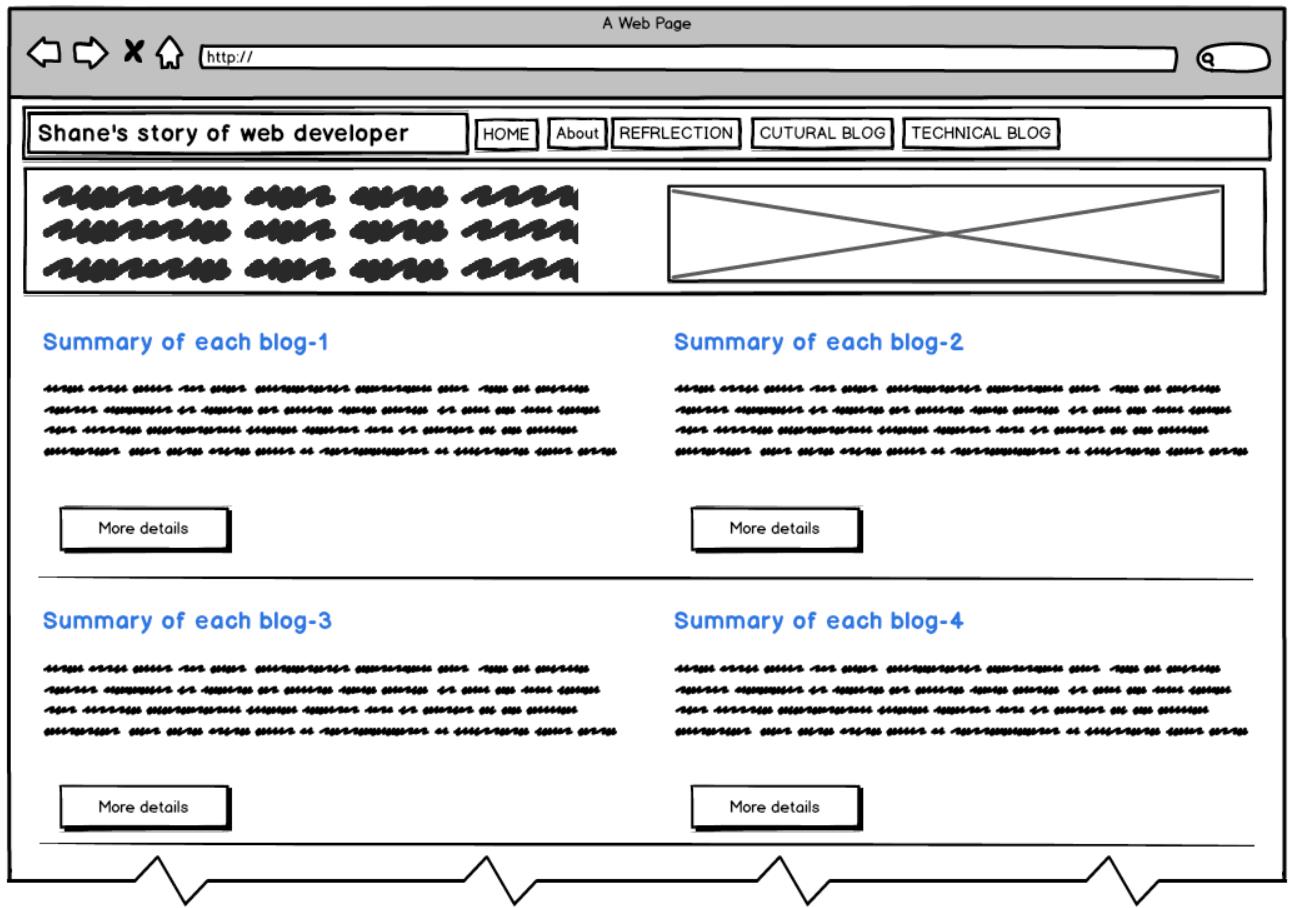 A Web Page
http://
Shane's story of web developer HOME About REFRLECTION CUTURAL BLOG TECHNICAL BLOG
Summary of each blog-1
Summary of each blog-2
More details
More details
Summary of each blog-3
Summary of each blog-4
More details
More details